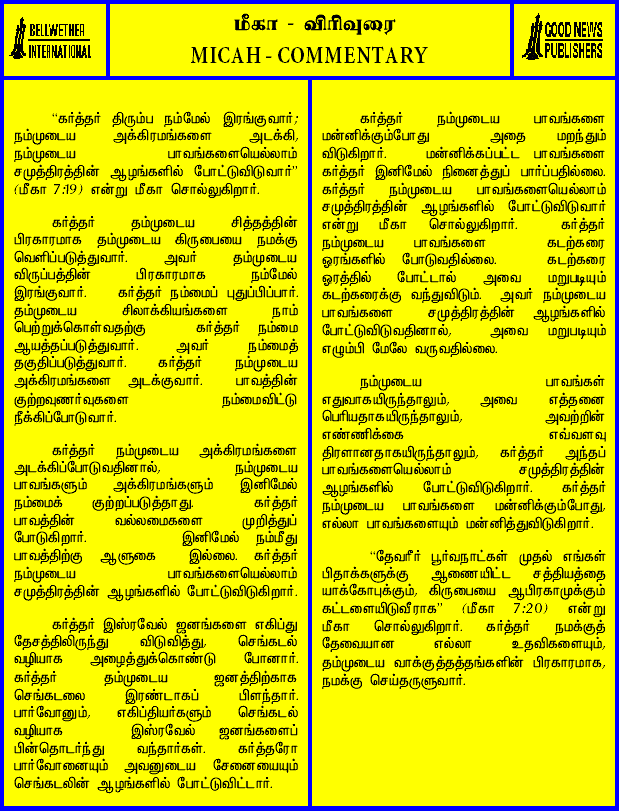 BELLWETHER
INTERNATIONAL
மீகா - விரிவுரை
MICAH - COMMENTARY
GOOD NEWS
PUBLISHERS
“கர்த்தர் திரும்ப நம்மேல் இரங்குவார்;
நம்முடைய அக்கிரமங்களை அடக்கி,
நம்முடைய பாவங்களையெல்லாம்
சமுத்திரத்தின் ஆழங்களில் போட்டுவிடுவார்”
(மீகா 7:19) என்று மீகா சொல்லுகிறார்.
கர்த்தர் தம்முடைய சித்தத்தின்
பிரகாரமாக தம்முடைய கிருபையை நமக்கு
வெளிப்படுத்துவார். அவர் தம்முடைய
விருப்பத்தின் பிரகாரமாக நம்மேல்
இரங்குவார். கர்த்தர் நம்மைப் புதுப்பிப்பார்.
தம்முடைய சிலாக்கியங்களை நாம்
பெற்றுக்கொள்வதற்கு கர்த்தர் நம்மை
ஆயத்தப்படுத்துவார். அவர் நம்மைத்
தகுதிப்படுத்துவார். கர்த்தர் நம்முடைய
அக்கிரமங்களை அடக்குவார். பாவத்தின்
குற்றவுணர்வுகளை நம்மைவிட்டு
நீக்கிப்போடுவார்.
கர்த்தர் நம்முடைய அக்கிரமங்களை
அடக்கிப்போடுவதினால், நம்முடைய
பாவங்களும் அக்கிரமங்களும் இனிமேல்
நம்மைக் குற்றப்படுத்தாது. கர்த்தர்
பாவத்தின் வல்லமைகளை முறித்துப்
போடுகிறார். இனிமேல் நம்மீது
பாவத்திற்கு ஆளுகை இல்லை. கர்த்தர்
நம்முடைய பாவங்களையெல்லாம்
சமுத்திரத்தின் ஆழங்களில் போட்டுவிடுகிறார்.
கர்த்தர் இஸ்ரவேல் ஜனங்களை எகிப்து
தேசத்திலிருந்து விடுவித்து, செங்கடல்
வழியாக அழைத்துக்கொண்டு போனார்.
கர்த்தர் தம்முடைய ஜனத்திற்காக
செங்கடலை இரண்டாகப் பிளந்தார்.
பார்வோனும், எகிப்தியர்களும் செங்கடல்
வழியாக இஸ்ரவேல் ஜனங்களைப்
பின்தொடர்ந்து வந்தார்கள். கர்த்தரோ
பார்வோனையும் அவனுடைய சேனையையும்
செங்கடலின் ஆழங்களில் போட்டுவிட்டார்.
கர்த்தர் நம்முடைய பாவங்களை
மன்னிக்கும்போது அதை மறந்தும்
விடுகிறார். மன்னிக்கப்பட்ட பாவங்களை
கர்த்தர் இனிமேல் நினைத்துப் பார்ப்பதில்லை.
கர்த்தர் நம்முடைய பாவங்களையெல்லாம்
சமுத்திரத்தின் ஆழங்களில் போட்டுவிடுவார்
என்று மீகா சொல்லுகிறார். கர்த்தர்
நம்முடைய பாவங்களை கடற்கரை
ஓரங்களில் போடுவதில்லை. கடற்கரை
ஓரத்தில் போட்டால் அவை மறுபடியும்
கடற்கரைக்கு வந்துவிடும். அவர் நம்முடைய
பாவங்களை சமுத்திரத்தின் ஆழங்களில்
போட்டுவிடுவதினால், அவை மறுபடியும்
எழும்பி மேலே வருவதில்லை.
நம்முடைய பாவங்கள்
எதுவாகயிருந்தாலும், அவை எத்தனை
பெரியதாகயிருந்தாலும், அவற்றின்
எண்ணிக்கை எவ்வளவு
திரளானதாகயிருந்தாலும், கர்த்தர் அந்தப்
பாவங்களையெல்லாம் சமுத்திரத்தின்
ஆழங்களில் போட்டுவிடுகிறார். கர்த்தர்
நம்முடைய பாவங்களை மன்னிக்கும்போது,
எல்லா பாவங்களையும் மன்னித்துவிடுகிறார்.
“தேவரீர் பூர்வநாட்கள் முதல் எங்கள்
பிதாக்களுக்கு ஆணையிட்ட சத்தியத்தை
யாக்கோபுக்கும், கிருபையை ஆபிரகாமுக்கும்
கட்டளையிடுவீராக” (மீகா 7:20) என்று
மீகா சொல்லுகிறார். கர்த்தர் நமக்குத்
தேவையான எல்லா உதவிகளையும்,
தம்முடைய வாக்குத்தத்தங்களின் பிரகாரமாக,
நமக்கு செய்தருளுவார்.